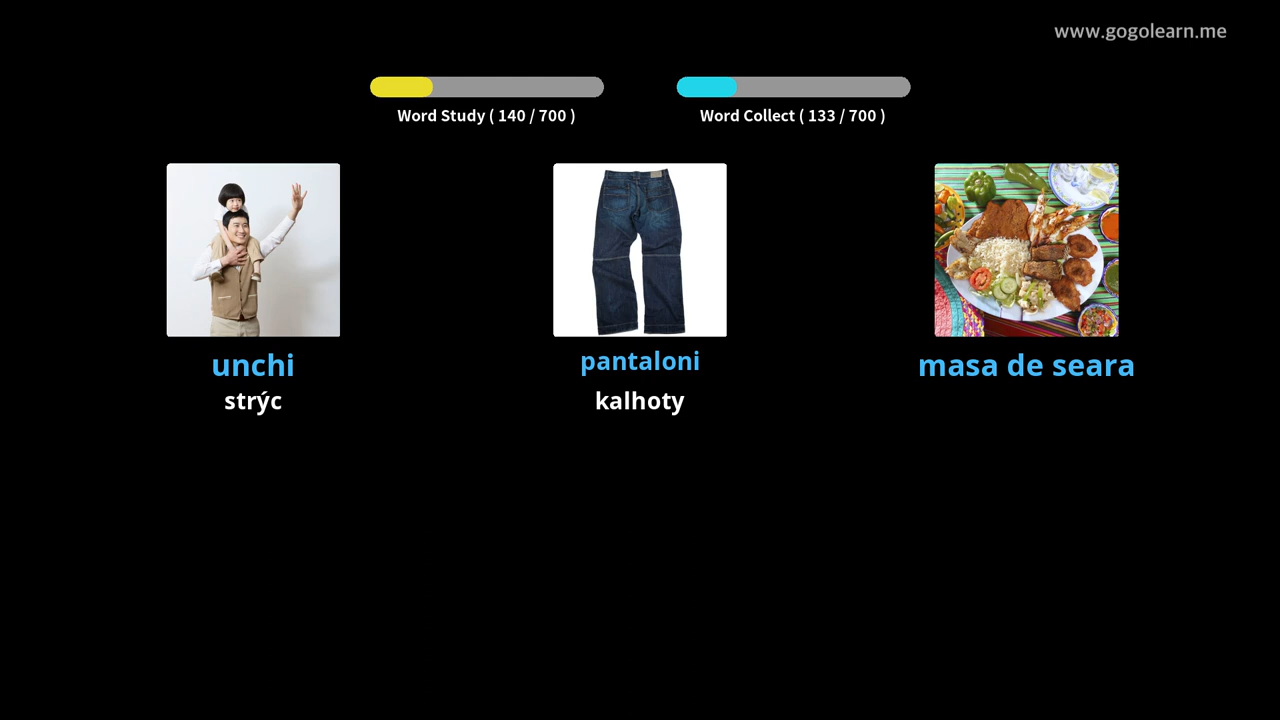 www.gogolearn.me
Word Study ( 140 / 700 )
Word Collect ( 133 / 700 )
unchi
strýc
pantaloni
kalhoty
masa de seara